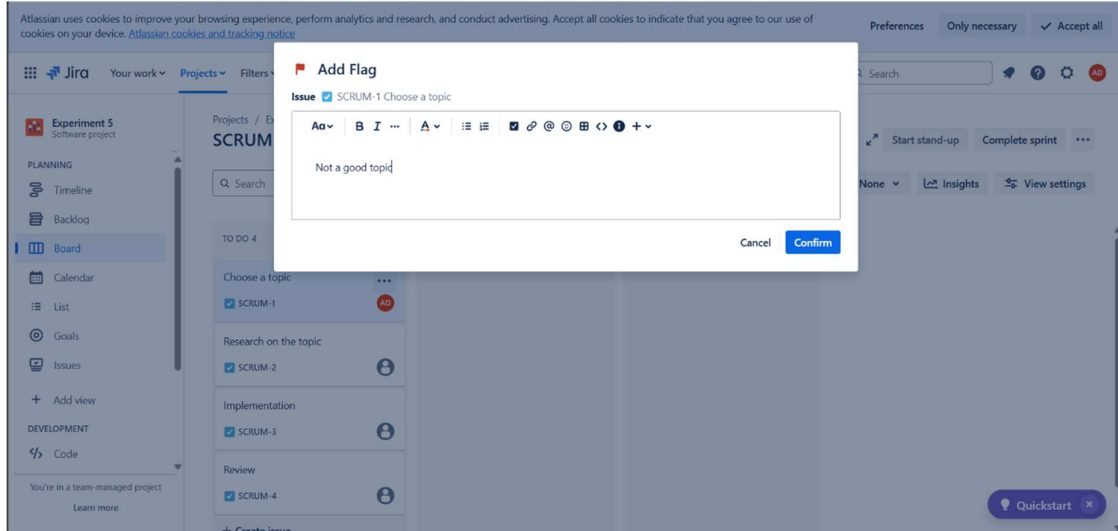 Atlassian uses cookies to improve your browsing experience, perform analytics and research, and conduct advertising. Accept all cookies to indicate that you agree to our use of
cookies on your device. Atlassian cookies and tracking notice
Preferences
Only necessary
Accept all
Jira
Your work
Projects
Filters
Search
AD
Add Flag
Issue SCRUM-1 Choose a topic
Aa B I ... A
Not a good topic
Cancel
Confirm
Experiment 5
Software project
PLANNING
Timeline
Backlog
Board
Calendar
List
Goals
Issues
+ Add view
DEVELOPMENT
</> Code
You're in a team-managed project
Learn more
Projects / Ex
SCRUM
Search
Start stand-up
Complete sprint
None
Insights
View settings
TO DO 4
Choose a topic
SCRUM-1
AD
Research on the topic
SCRUM-2
Implementation
SCRUM-3
Review
SCRUM-4
+ Create issue
Quickstart